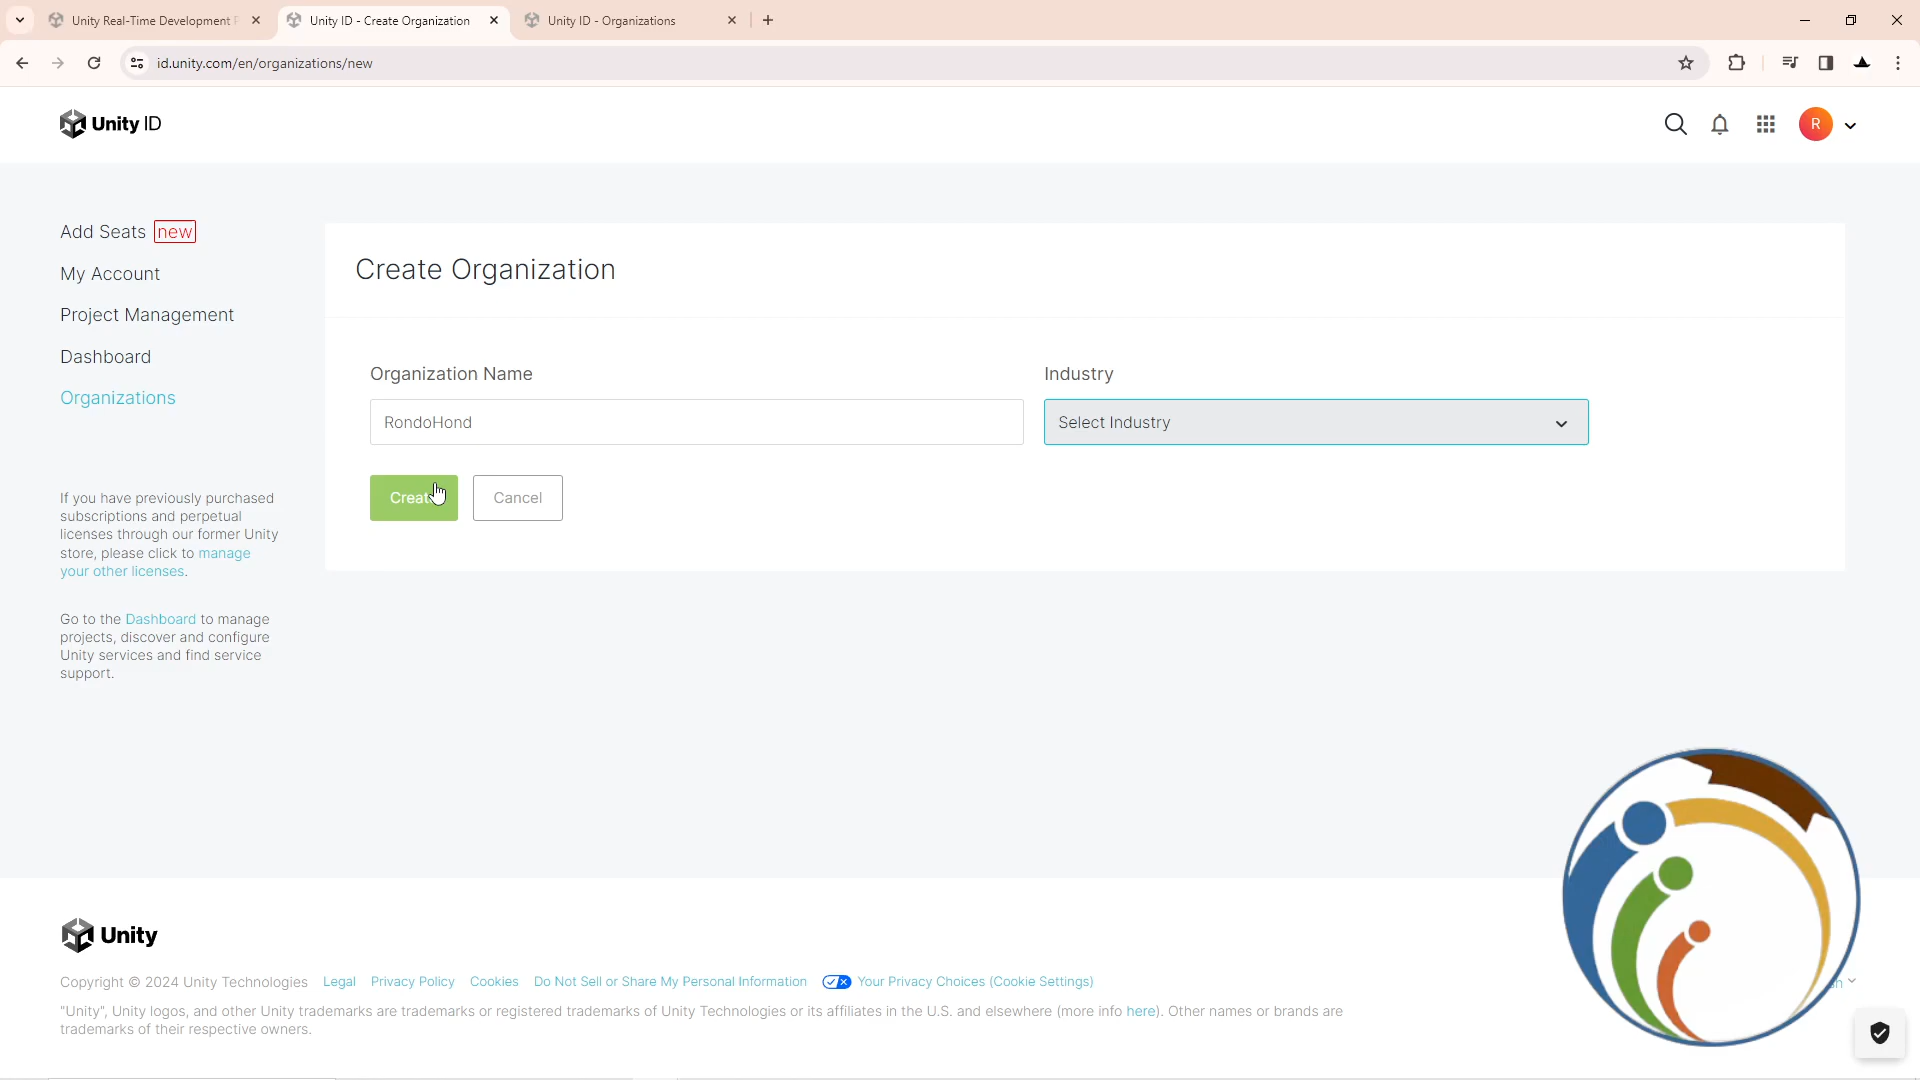 Unity Real-Time Development
Unity ID - Create Organization
Unity ID - Organizations
id.unity.com/en/organizations/new
Unity ID
R
Add Seats new
My Account
Project Management
Dashboard
Organizations
If you have previously purchased
subscriptions and perpetual
licenses through our former Unity
store, please click to manage
your other licenses.
Go to the Dashboard to manage
projects, discover and configure
Unity services and find service
support.
Create Organization
Organization Name
Industry
RondoHond
Select Industry
Cancel
Unity
Copyright © 2024 Unity Technologies Legal Privacy Policy Cookies Do Not Sell or Share My Personal Information Your Privacy Choices (Cookie Settings)
"Unity", Unity logos, and other Unity trademarks are trademarks or registered trademarks of Unity Technologies or its affiliates in the U.S. and elsewhere (more info here). Other names or brands are
trademarks of their respective owners.